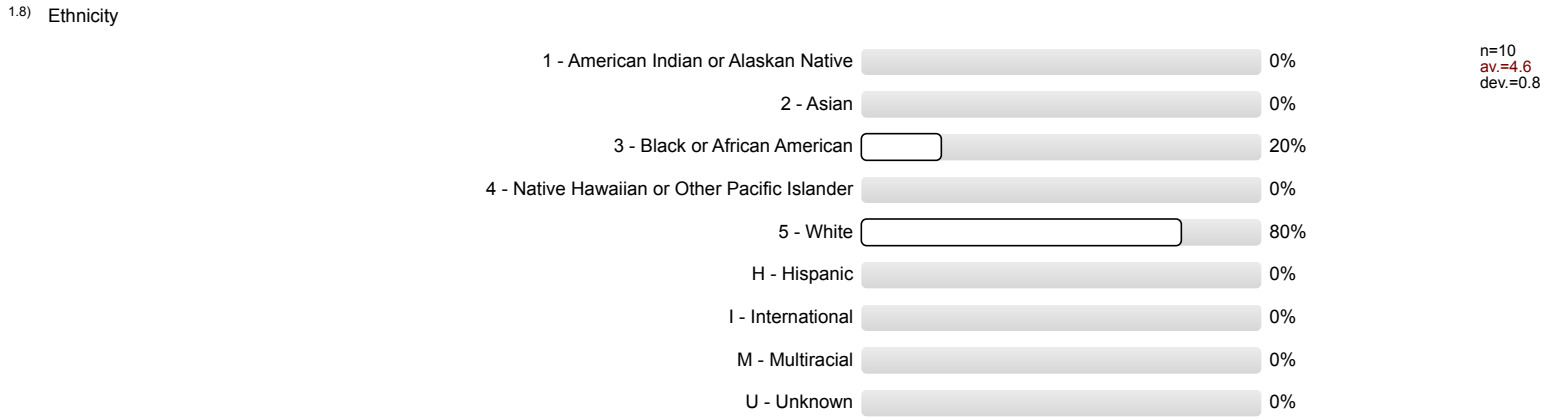 1.8) Ethnicity
1 - American Indian or Alaskan Native 0%
2 - Asian 0%
3 - Black or African American 20%
4 - Native Hawaiian or Other Pacific Islander 0%
5 - White 80%
H - Hispanic 0%
I - International 0%
M - Multiracial 0%
U - Unknown 0%
n=10
av.=4.6
dev.=0.8